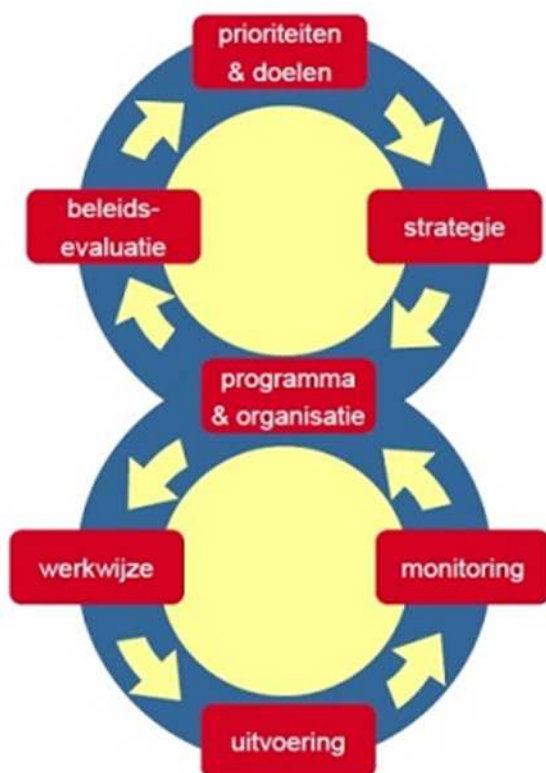 prioriteiten
& doelen
beleids-
evaluatie
strategie
programma
& organisatie
werkwijze
monitoring
uitvoering